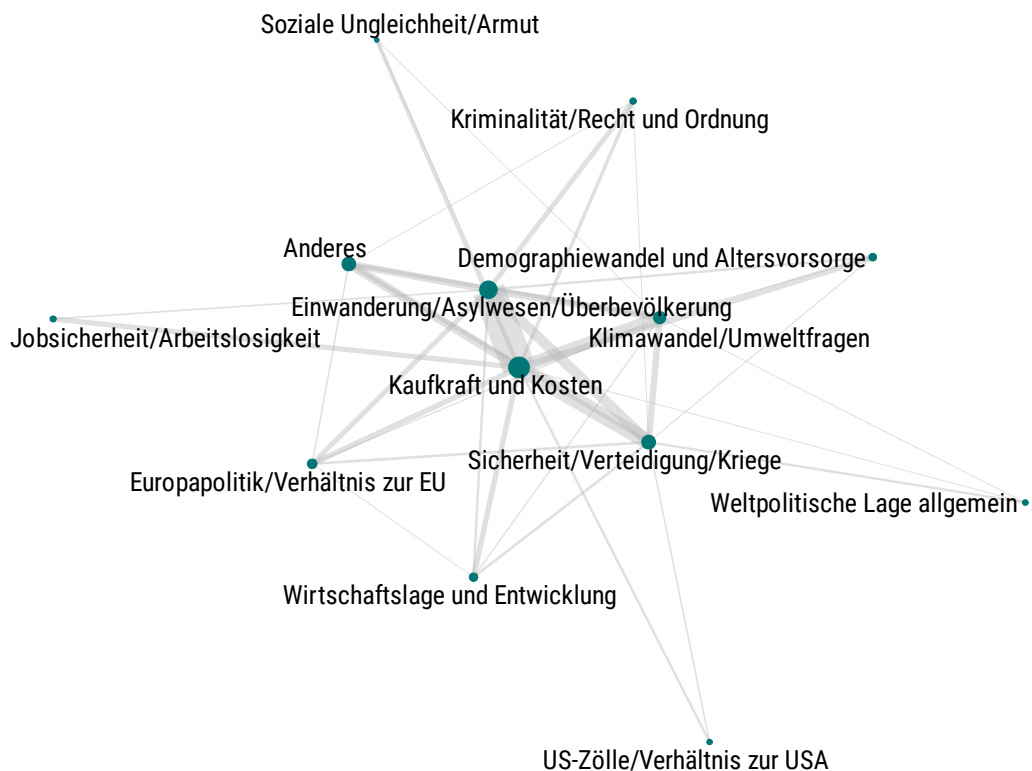 Soziale Ungleichheit/Armut
Kriminalität/Recht und Ordnung
Anderes
Demographiewandel und Altersvorsorge
Einwanderung/Asylwesen/Überbevölkerung
Jobsicherheit/Arbeitslosigkeit
Klimawandel/Umweltfragen
Kaufkraft und Kosten
Sicherheit/Verteidigung/Kriege
Europapolitik/Verhältnis zur EU
Weltpolitische Lage allgemein
Wirtschaftslage und Entwicklung
US-Zölle/Verhältnis zur USA